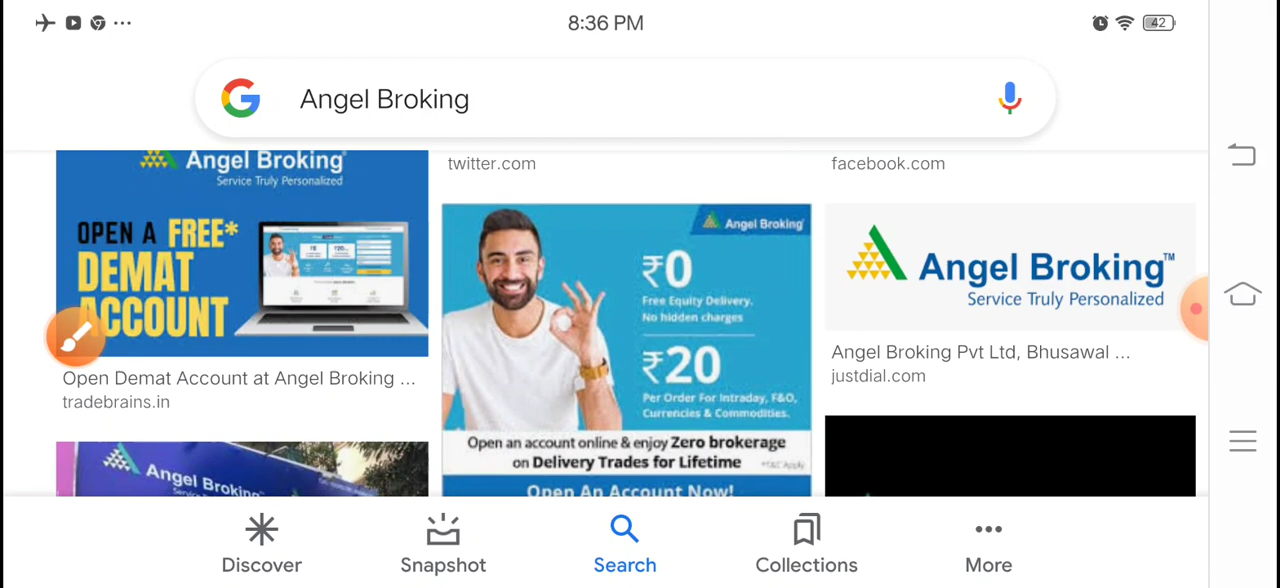 8:36 PM
42
Angel Broking
Angel Broking
Service Truly Personalized
OPEN A FREE*
DEMAT
ACCOUNT
Open Demat Account at Angel Broking ...
tradebrains.in
Angel Broking
twitter.com
Angel Broking
₹0
Free Equity Delivery.
No hidden charges
₹20
Per Order For Intraday, F&O,
Currencies & Commodities.
Open an account online & enjoy Zero brokerage
on Delivery Trades for Lifetime
*T&C Apply
Open An Account Now!
facebook.com
Angel Broking™
Service Truly Personalized
Angel Broking Pvt Ltd, Bhusawal ...
justdial.com
Discover
Snapshot
Search
Collections
More